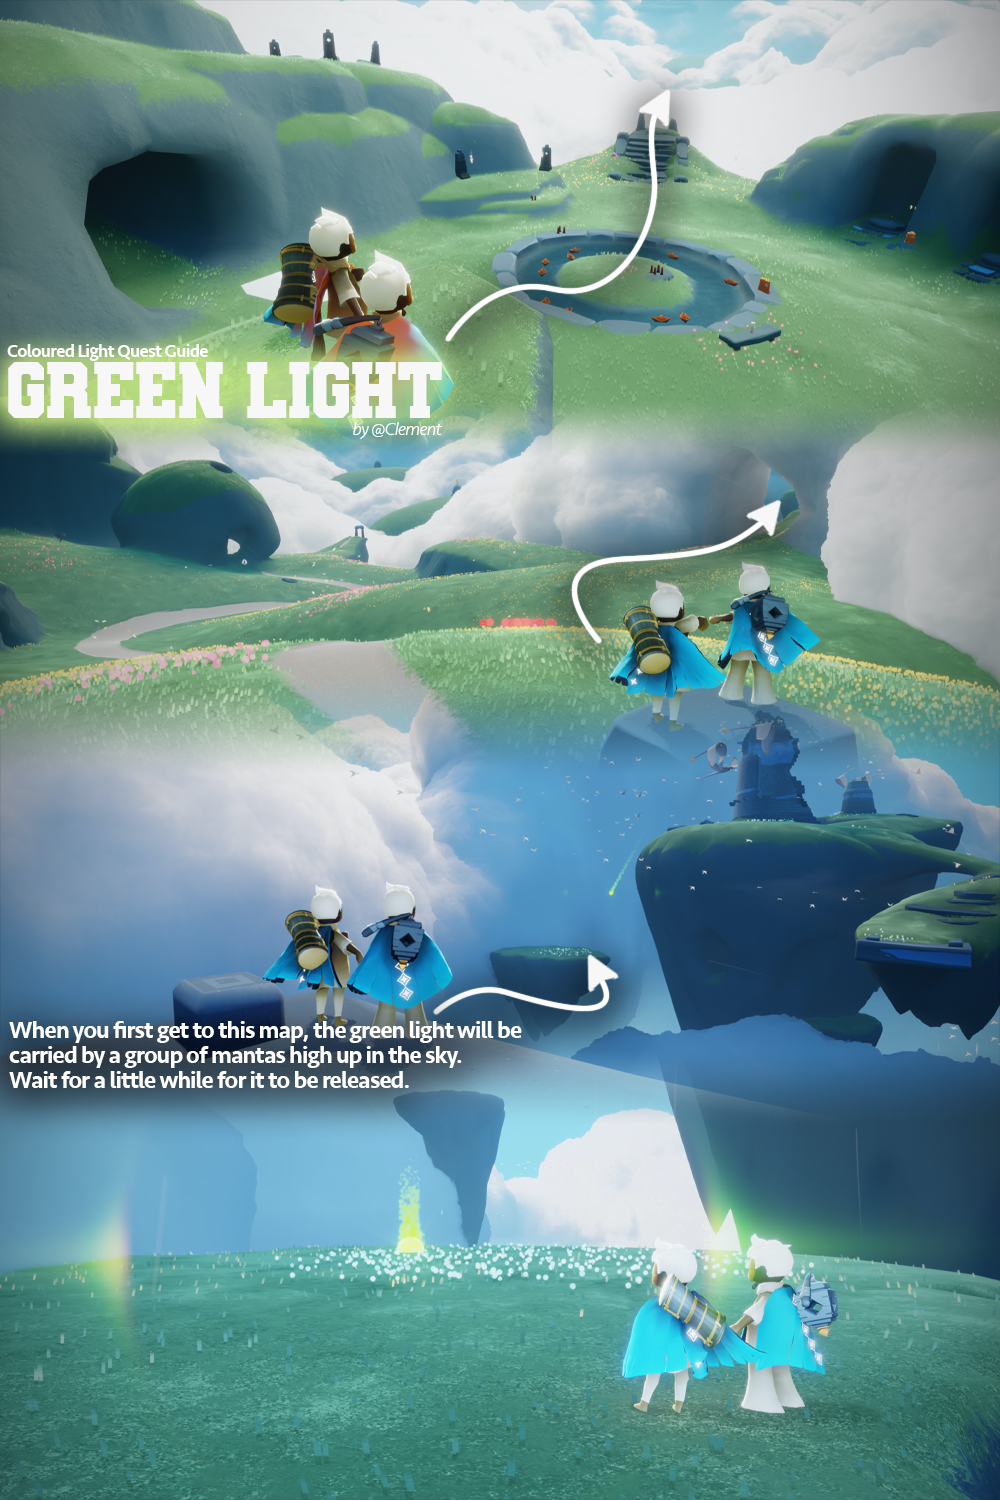 Coloured Light Quest Guide
GREEN LIGHT
by @Clement
When you first get to this map, the green light will be
carried by a group of mantas high up in the sky.
Wait for a little while for it to be released.